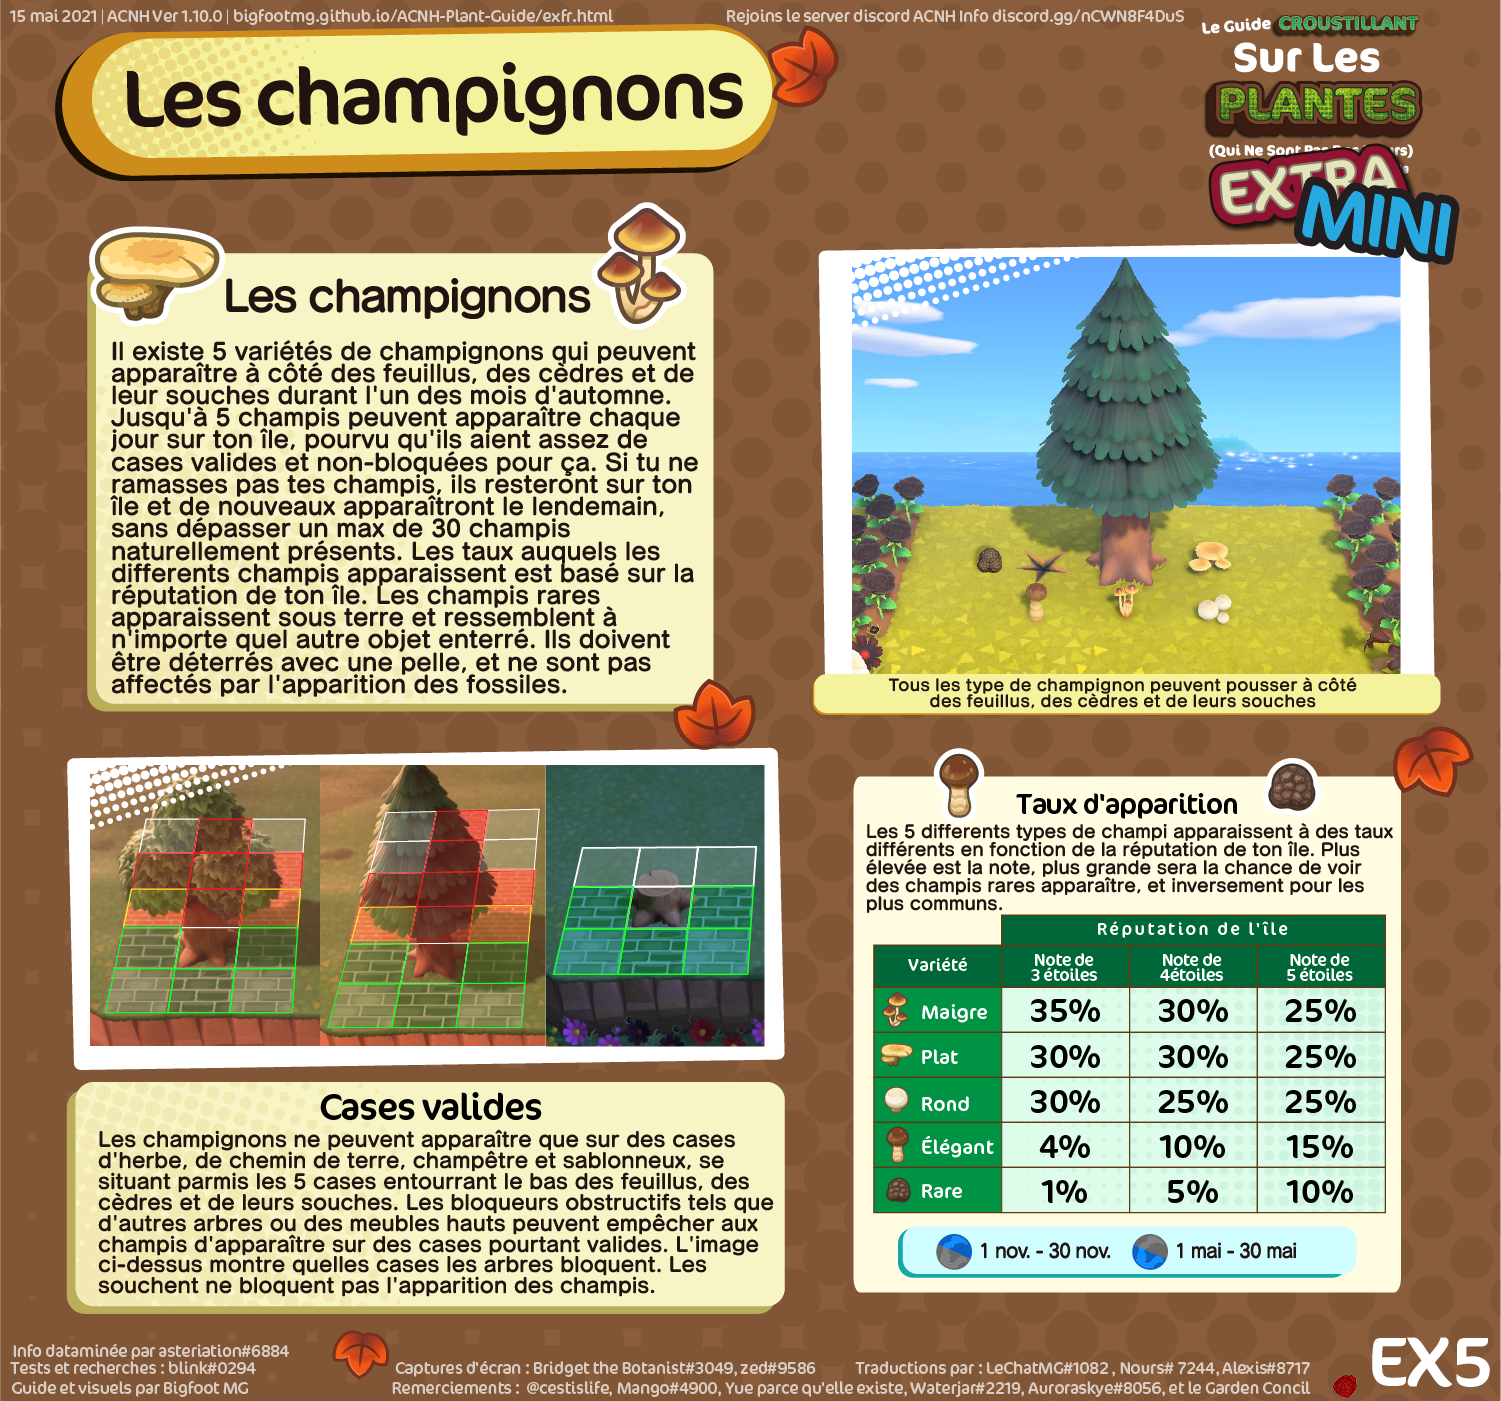 15 mai 2021 | ACNH Ver 1.10.0 | bigfootmg.github.io/ACNH-Plant-Guide/exfr.html
Rejoins le server discord ACNH Info discord.gg/nCWN8F4DuS
Le Guide CROUSTILLANT
Sur Les
PLANTES
(Qui Ne Sont
EXTRA
MINI
Les champignons
Les champignons
Il existe 5 variétés de champignons qui peuvent
apparaître à côté des feuillus, des cèdres et de
leur souches durant l'un des mois d'automne.
Jusqu'à 5 champis peuvent apparaître chaque
jour sur ton île, pourvu qu'ils aient assez de
cases valides et non-bloquées pour ça. Si tu ne
ramasses pas tes champis, ils resteront sur ton
île et de nouveaux apparaîtront le lendemain,
sans dépasser un max de 30 champis
naturellement présents. Les taux auquels les
differents champis apparaissent est basé sur la
réputation de ton île. Les champis rares
apparaissent sous terre et ressemblent à
n'importe quel autre objet enterré. Ils doivent
être déterrés avec une pelle, et ne sont pas
affectés par l'apparition des fossiles.
Tous les type de champignon peuvent pousser à côté
des feuillus, des cèdres et de leurs souches
Cases valides
Les champignons ne peuvent apparaître que sur des cases
d'herbe, de chemin de terre, champêtre et sablonneux, se
situant parmis les 5 cases entourrant le bas des feuillus, des
cèdres et de leurs souches. Les bloqueurs obstructifs tels que
d'autres arbres ou des meubles hauts peuvent empêcher aux
champis d'apparaître sur des cases pourtant valides. L'image
ci-dessus montre quelles cases les arbres bloquent. Les
souchent ne bloquent pas l'apparition des champis.
Taux d'apparition
Les 5 differents types de champi apparaissent à des taux
différents en fonction de la réputation de ton île. Plus
élevée est la note, plus grande sera la chance de voir
des champis rares apparaître, et inversement pour les
plus communs.
Réputation de l'île
Variété Note de 3 étoiles Note de 4étoiles Note de 5 étoiles
Maigre 35% 30% 25%
Plat 30% 30% 25%
Rond 30% 25% 25%
Élégant 4% 10% 15%
Rare 1% 5% 10%
1 nov. - 30 nov. 1 mai - 30 mai
Info dataminée par asteriation#6884
Tests et recherches : blink#0294
Guide et visuels par Bigfoot MG
Captures d'écran : Bridget the Botanist#3049, zed#9586
Traductions par : LeChatMG#1082 , Nours# 7244, Alexis#8717
Remerciements : @cestislife, Mango#4900, Yue parce qu'elle existe, Waterjar#2219, Auroraskye#8056, et le Garden Concil
EX5